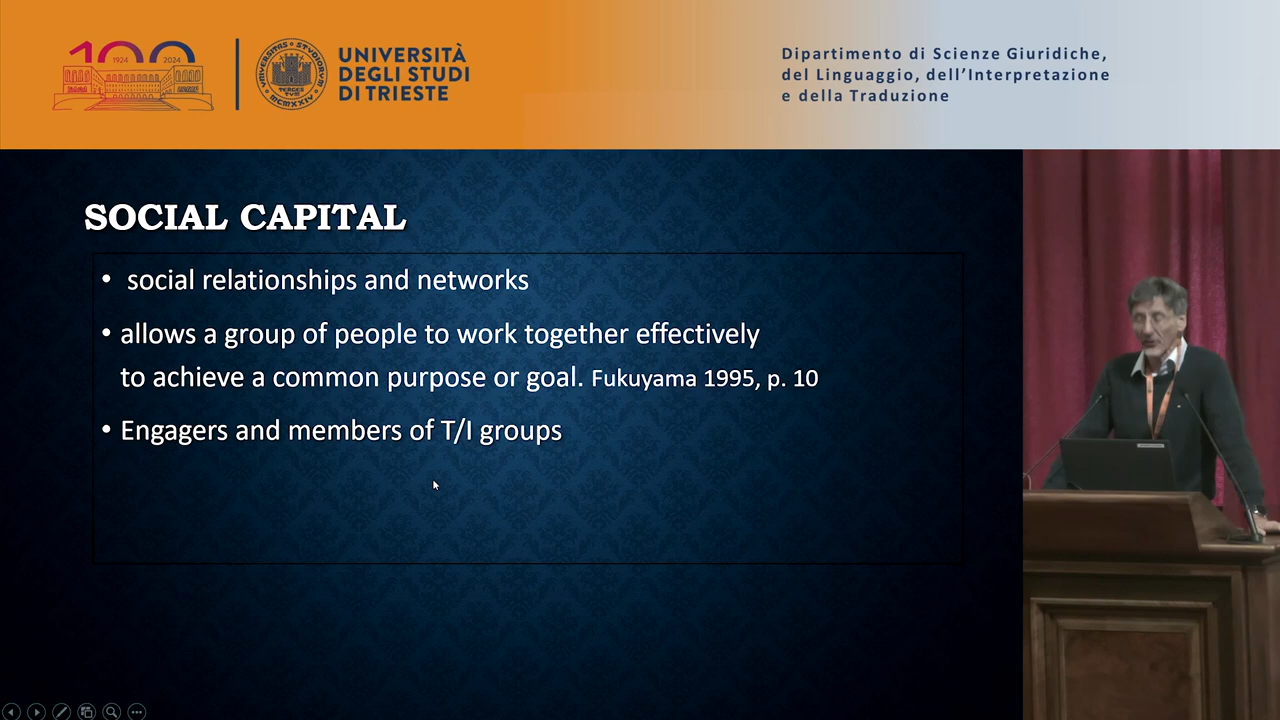 100
1924 2024
UNIVERSITÀ
DEGLI STUDI
DI TRIESTE
Dipartimento di Scienze Giuridiche,
del Linguaggio, dell'Interpretazione
e della Traduzione
SOCIAL CAPITAL
• social relationships and networks
• allows a group of people to work together effectively
to achieve a common purpose or goal. Fukuyama 1995, p. 10
• Engagers and members of T/I groups